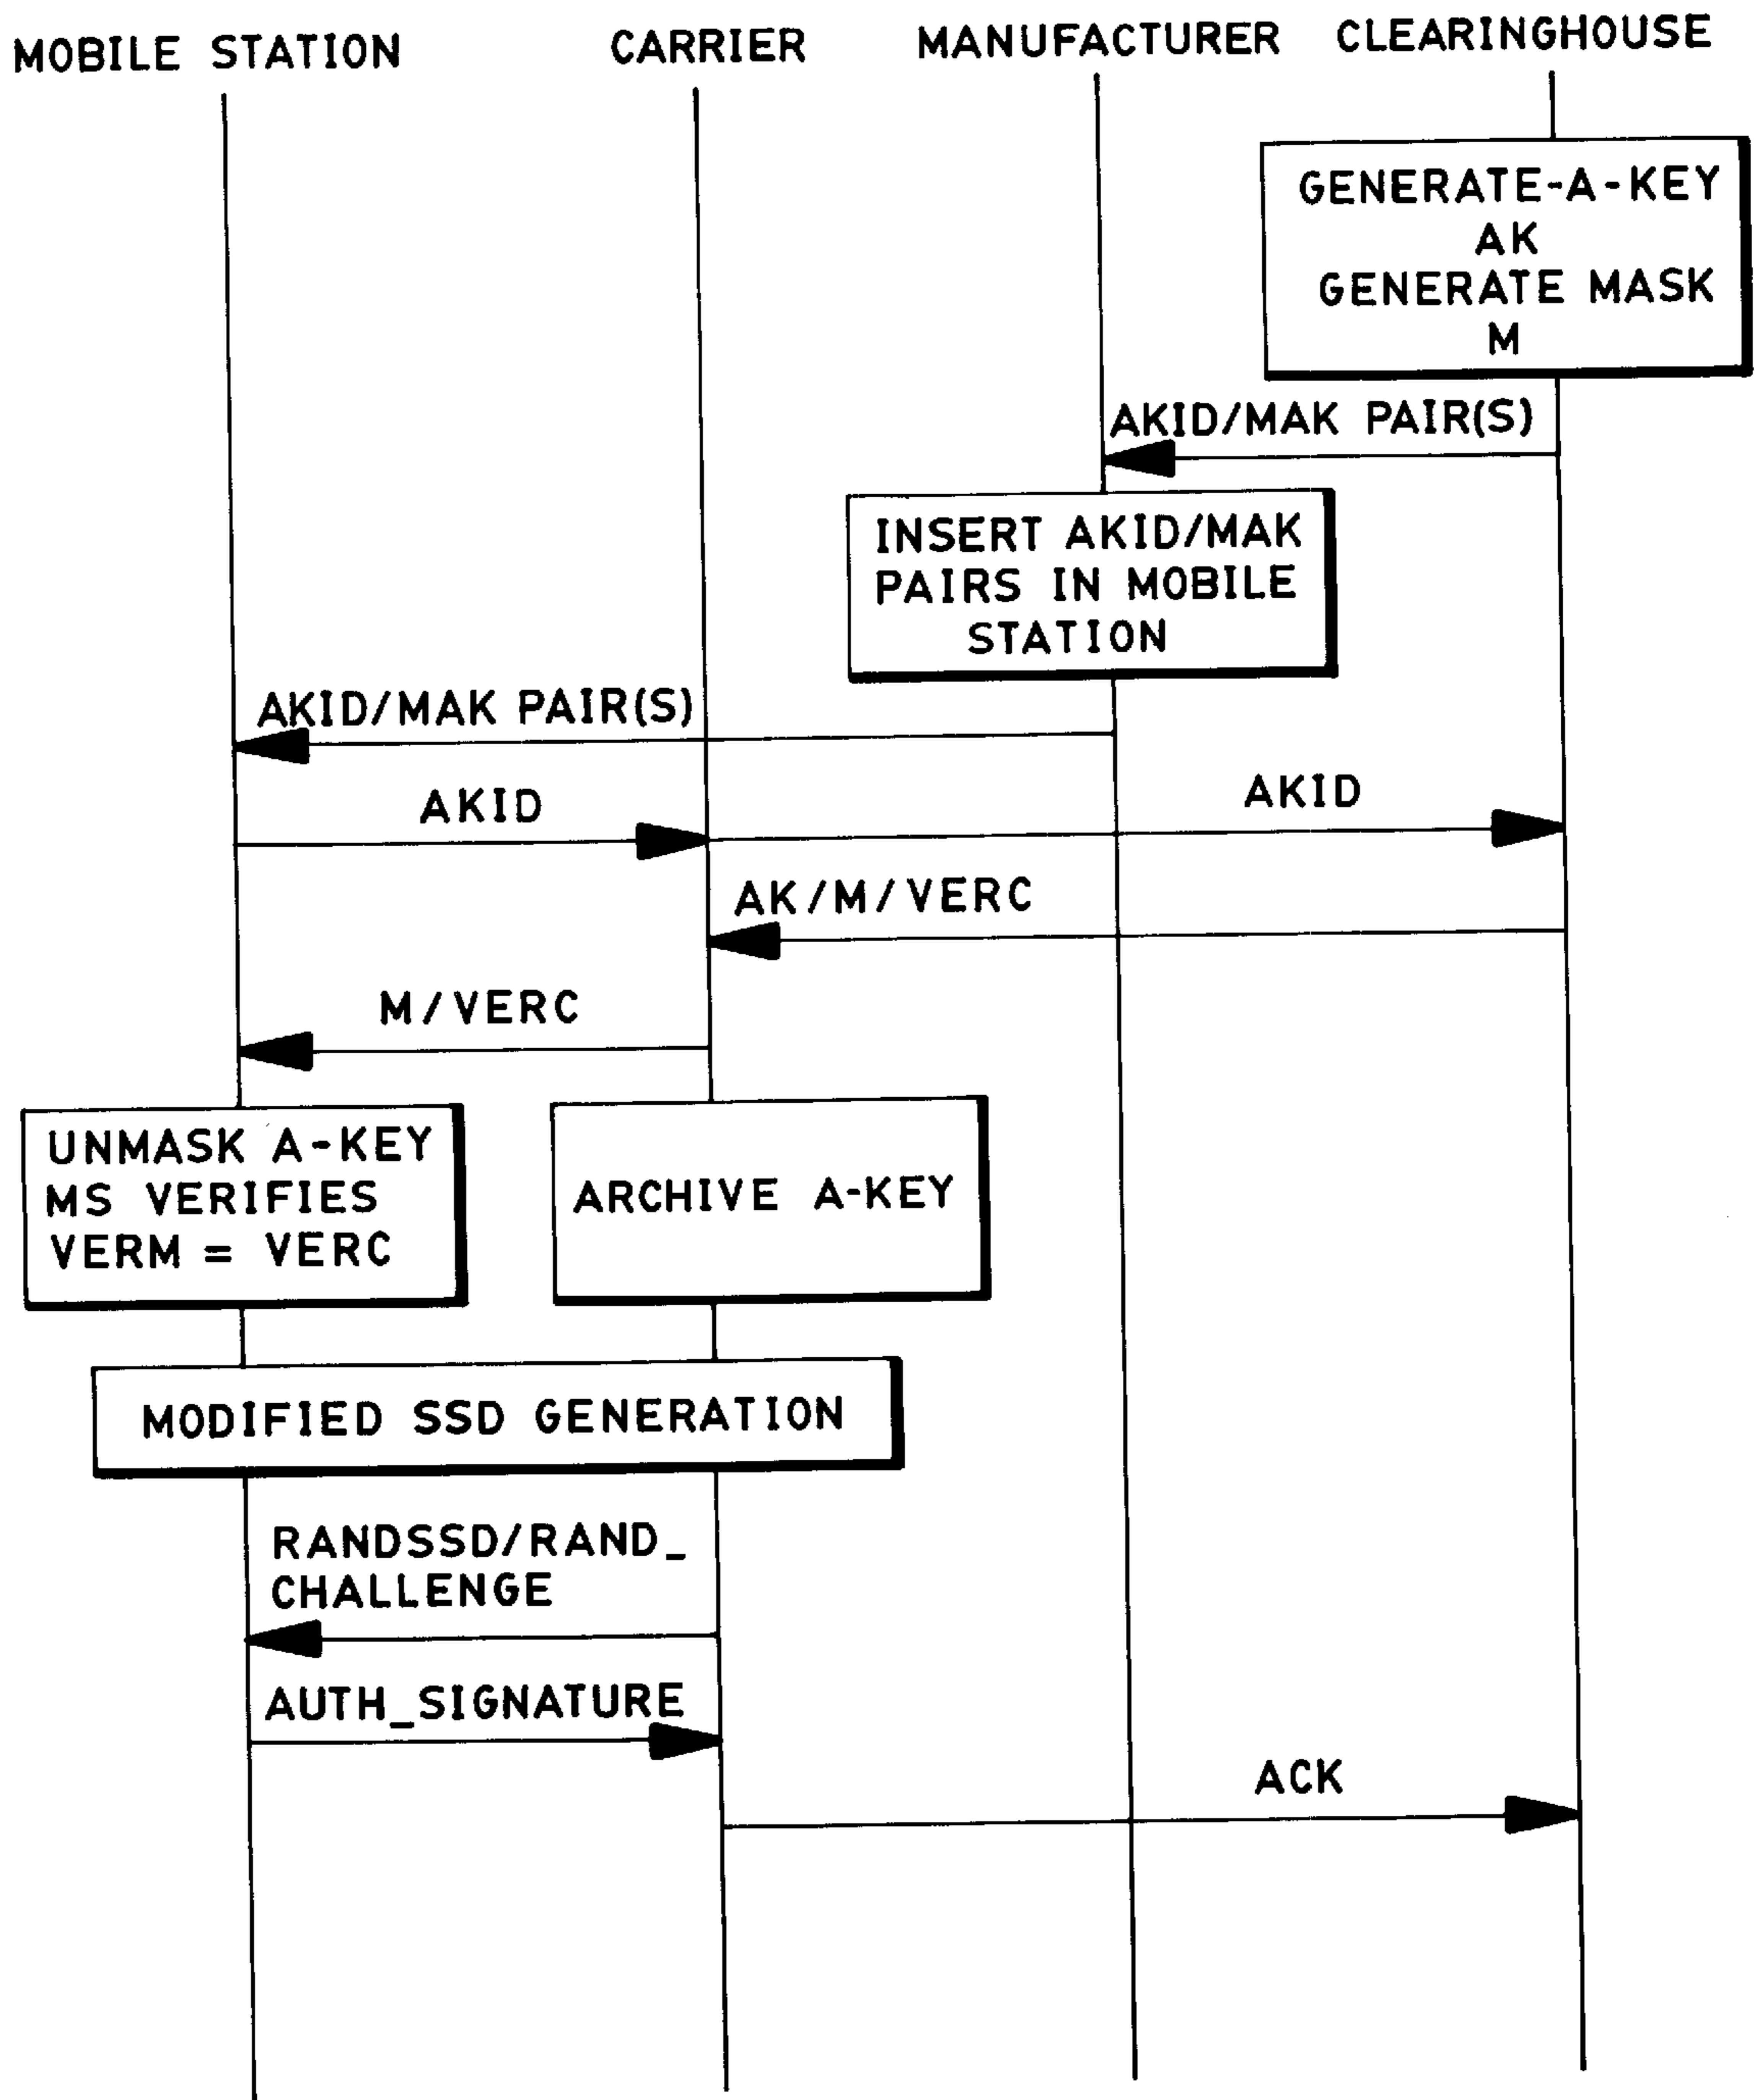 MOBILE STATION
CARRIER
MANUFACTURER
CLEARINGHOUSE
GENERATE-A-KEY
AK
GENERATE MASK
M
AKID/MAK PAIR(S)
INSERT AKID/MAK
PAIRS IN MOBILE
STATION
AKID/MAK PAIR(S)
AKID
AKID
AK/M/VERC
M/VERC
UNMASK A-KEY
MS VERIFIES
VERM = VERC
ARCHIVE A-KEY
MODIFIED SSD GENERATION
RANDSSD/RAND_
CHALLENGE
AUTH_SIGNATURE
ACK